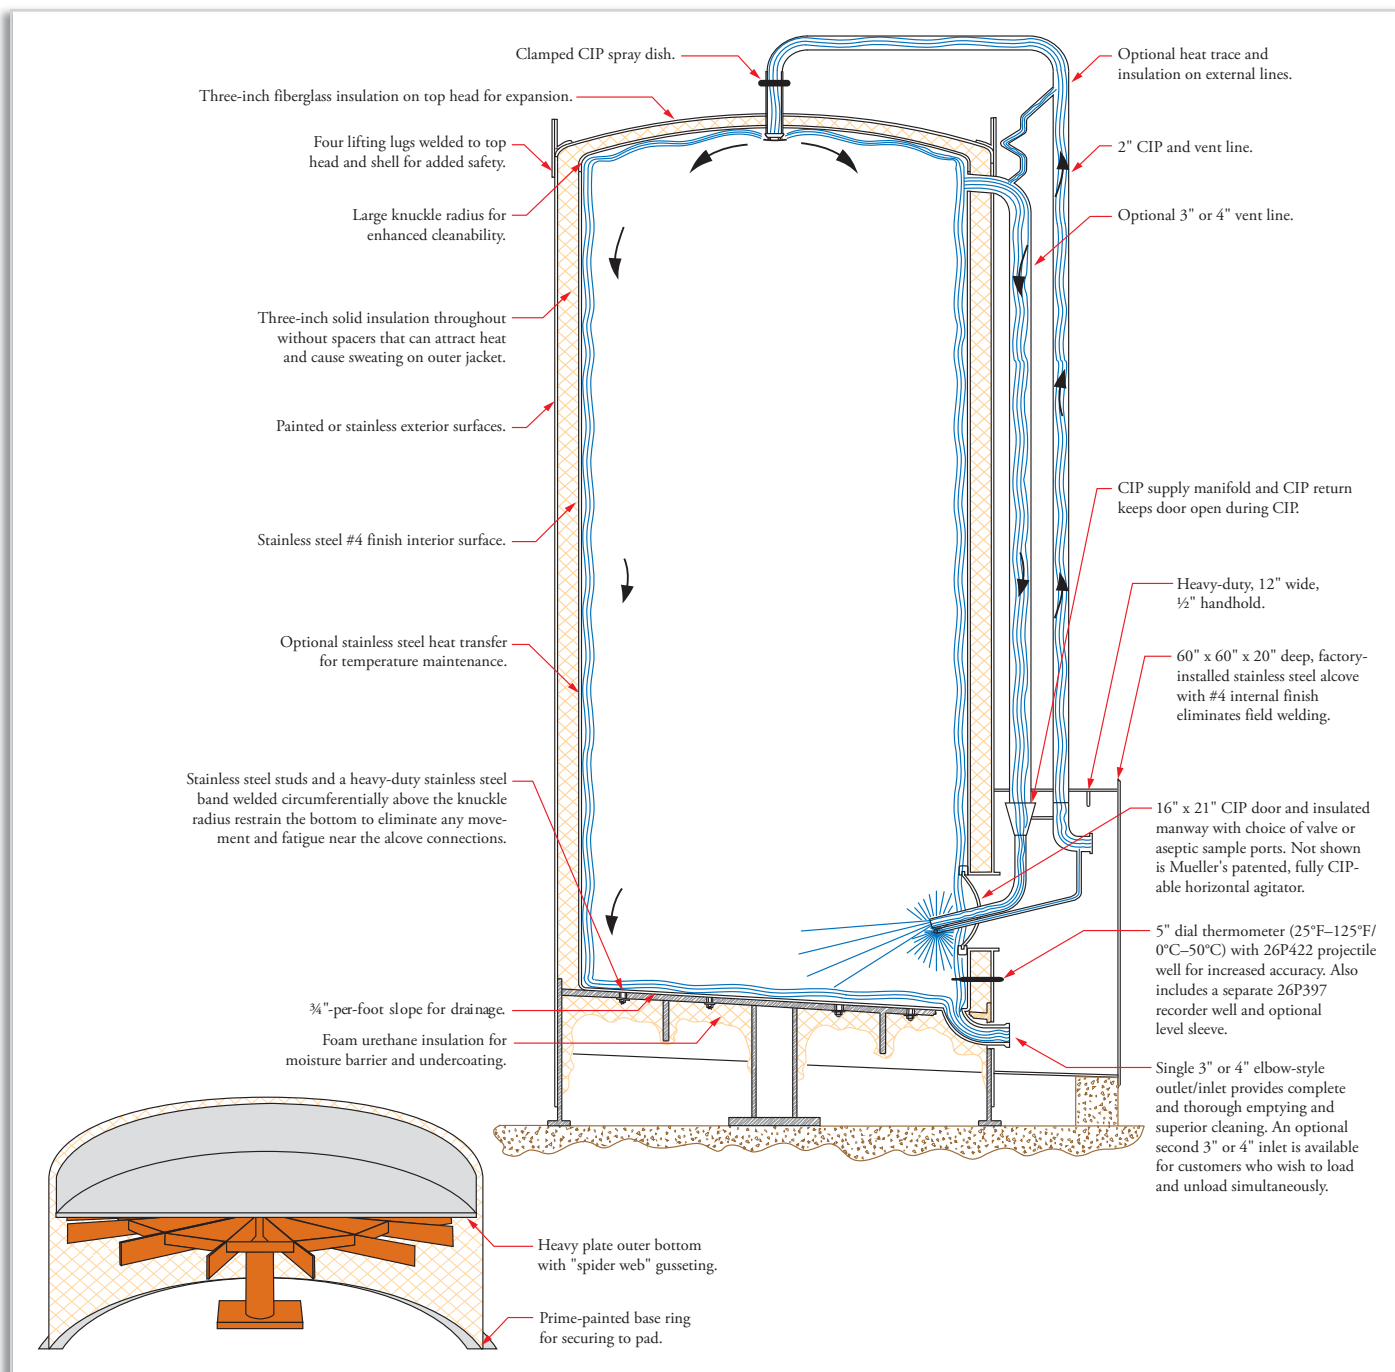 Clamped CIP spray dish.
Three-inch fiberglass insulation on top head for expansion.
Four lifting lugs welded to top
head and shell for added safety.
Large knuckle radius for
enhanced cleanability.
Three-inch solid insulation throughout
without spacers that can attract heat
and cause sweating on outer jacket.
Painted or stainless exterior surfaces.
Stainless steel #4 finish interior surface.
Optional stainless steel heat transfer
for temperature maintenance.
Stainless steel studs and a heavy-duty stainless steel
band welded circumferentially above the knuckle
radius restrain the bottom to eliminate any move-
ment and fatigue near the alcove connections.
¾"-per-foot slope for drainage.
Foam urethane insulation for
moisture barrier and undercoating.
Optional heat trace and
insulation on external lines.
2" CIP and vent line.
Optional 3" or 4" vent line.
CIP supply manifold and CIP return
keeps door open during CIP.
Heavy-duty, 12" wide,
½" handhold.
60" x 60" x 20" deep, factory-
installed stainless steel alcove
with #4 internal finish
eliminates field welding.
16" x 21" CIP door and insulated
manway with choice of valve or
aseptic sample ports. Not shown
is Mueller's patented, fully CIP-
able horizontal agitator.
5" dial thermometer (25°F–125°F/
0°C–50°C) with 26P422 projectile
well for increased accuracy. Also
includes a separate 26P397
recorder well and optional
level sleeve.
Single 3" or 4" elbow-style
outlet/inlet provides complete
and thorough emptying and
superior cleaning. An optional
second 3" or 4" inlet is available
for customers who wish to load
and unload simultaneously.
Heavy plate outer bottom
with "spider web" gusseting.
Prime-painted base ring
for securing to pad.